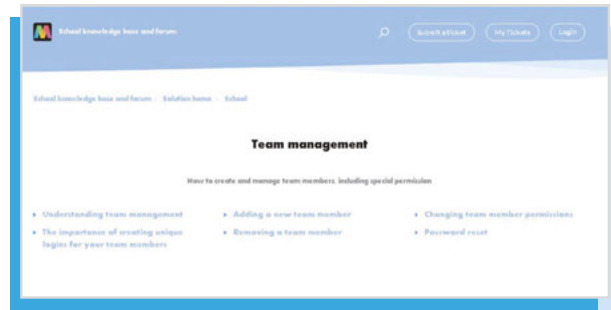 School knowledge base and forum
Submit a ticket My Tickets Login
School knowledge base and forum Solution home School
Team management
How to create and manage team members, including special permission
Understanding team management
The importance of creating unique
logins for your team members
Adding a new team member
Removing a team member
Changing team member permissions
Password reset